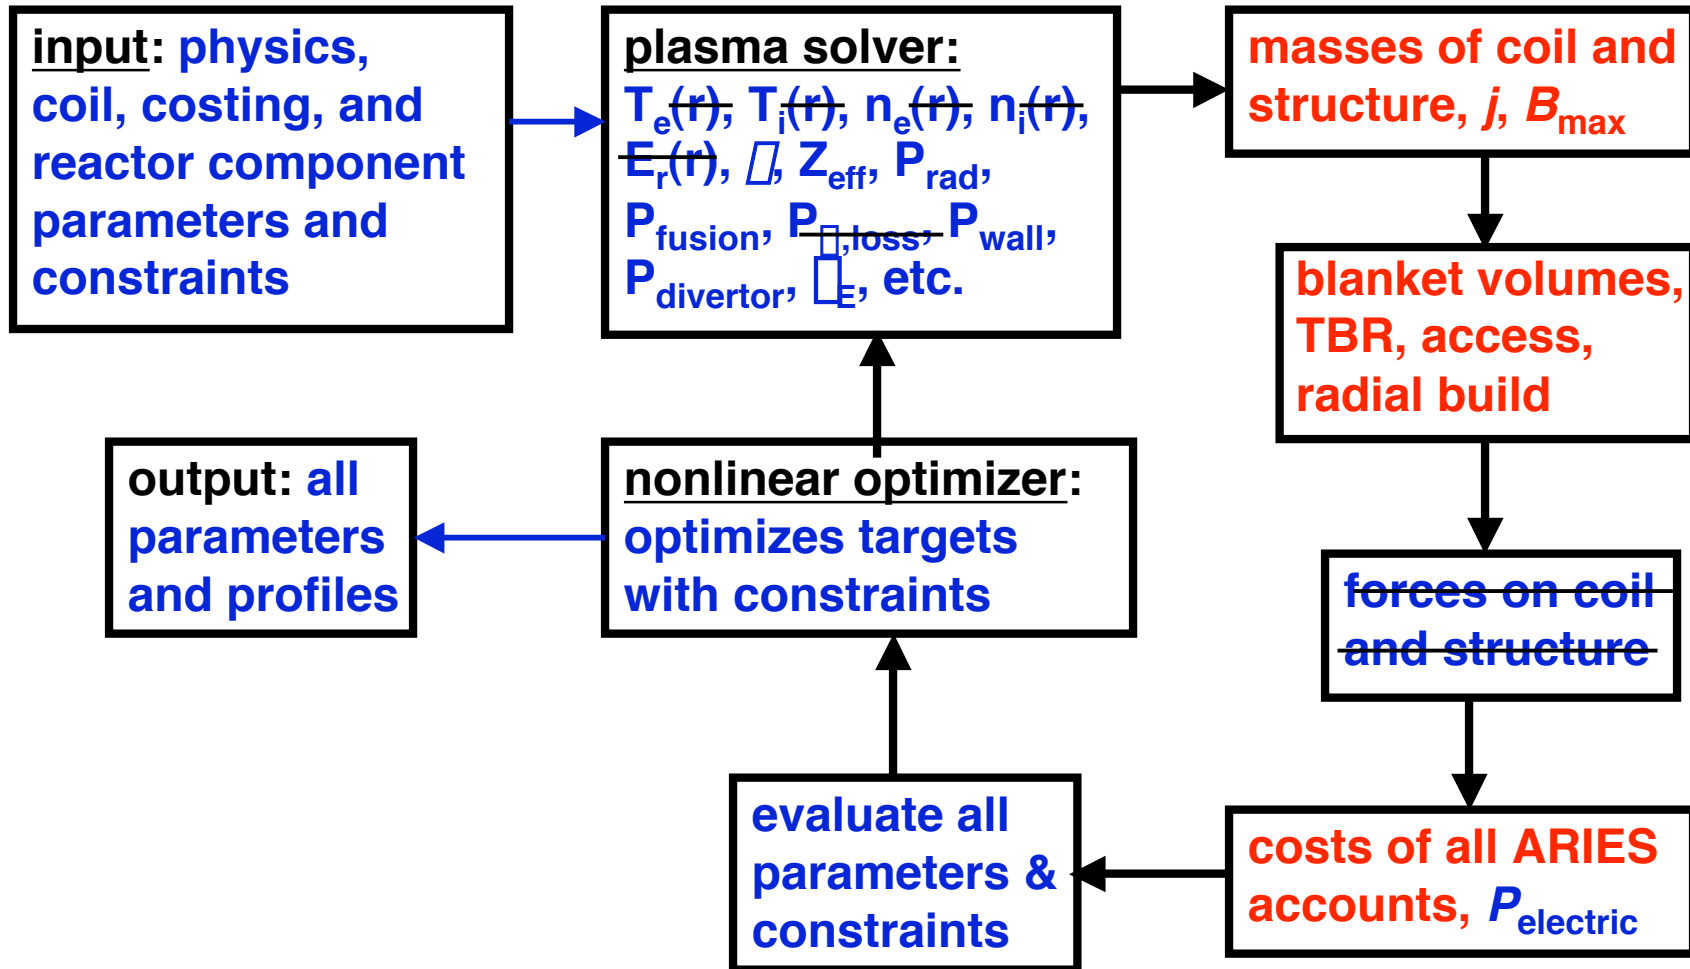 input: physics,
coil, costing, and
reactor component
parameters and
constraints
plasma solver:
Te(r), Ti(r), ne(r), ni(r),
Er(r), , Zeff, Prad,
Pfusion, P ,loss, Pwall,
Pdivertor, E, etc.
masses of coil and
structure, j, Bmax
blanket volumes,
TBR, access,
radial build
forces on coil
and structure
costs of all ARIES
accounts, Pelectric
evaluate all
parameters &
constraints
nonlinear optimizer:
optimizes targets
with constraints
output: all
parameters
and profiles